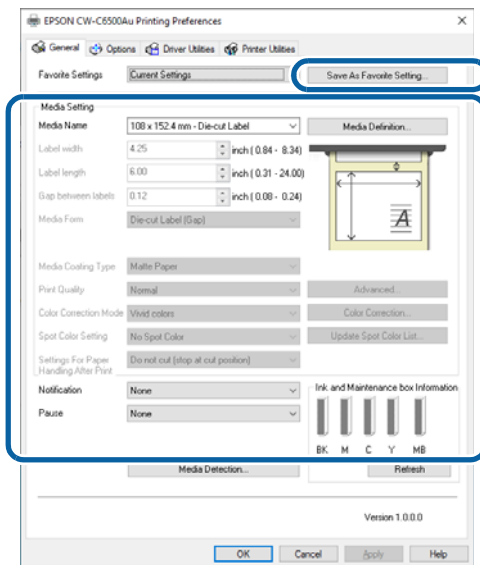 EPSON CW-C6500Au Printing Preferences
General Options Driver Utilities Printer Utilities
Favorite Settings Current Settings Save As Favorite Setting...
Media Setting
Media Name 108 x 152.4 mm - Die-cut Label Media Definition...
Label width 4.25 inch ( 0.84 - 8.34)
Label length 6.00 inch ( 0.31 - 24.00)
Gap between labels 0.12 inch ( 0.08 - 0.24)
Media Form Die-cut Label (Gap)
A
Media Coating Type Matte Paper
Print Quality Normal Advanced...
Color Correction Mode Vivid colors Color Correction...
Spot Color Setting No Spot Color Update Spot Color List...
Settings For Paper
Handling After Print Do not cut (stop at cut position)
Notification None Ink and Maintenance box Information
Pause None
BK M C Y MB
Media Detection... Refresh
Version 1.0.0.0
OK Cancel Apply Help